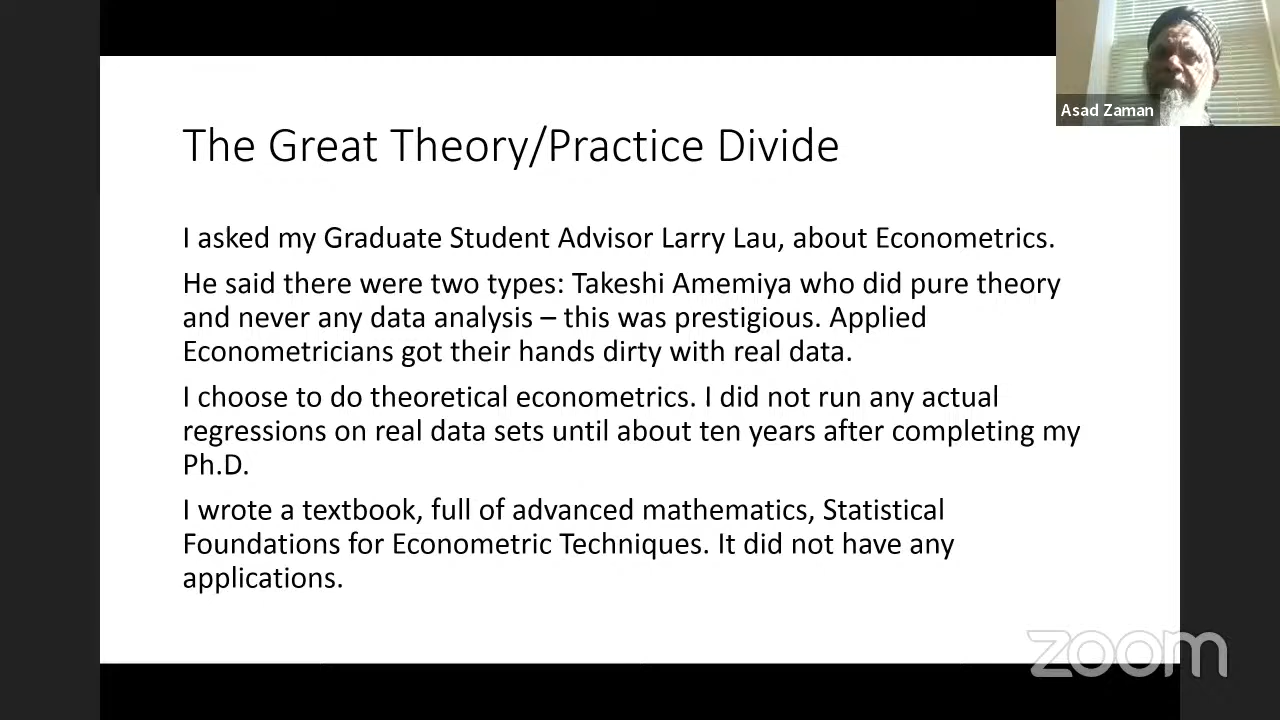 Asad Zaman
The Great Theory/Practice Divide
I asked my Graduate Student Advisor Larry Lau, about Econometrics.
He said there were two types: Takeshi Amemiya who did pure theory
and never any data analysis – this was prestigious. Applied
Econometricians got their hands dirty with real data.
I choose to do theoretical econometrics. I did not run any actual
regressions on real data sets until about ten years after completing my
Ph.D.
I wrote a textbook, full of advanced mathematics, Statistical
Foundations for Econometric Techniques. It did not have any
applications.
zoom